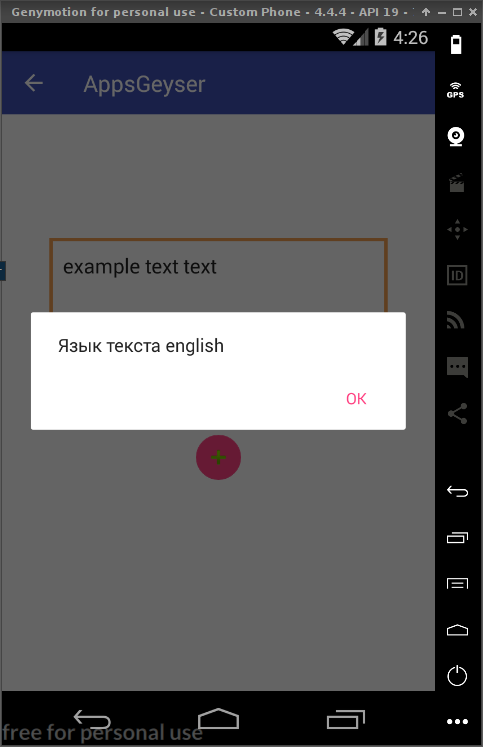 Genymotion for personal use - Custom Phone - 4.4.4 - API 19 -
4:26
GPS
AppsGeyser
ID
example text text
Язык текста english
OK
free for personal use